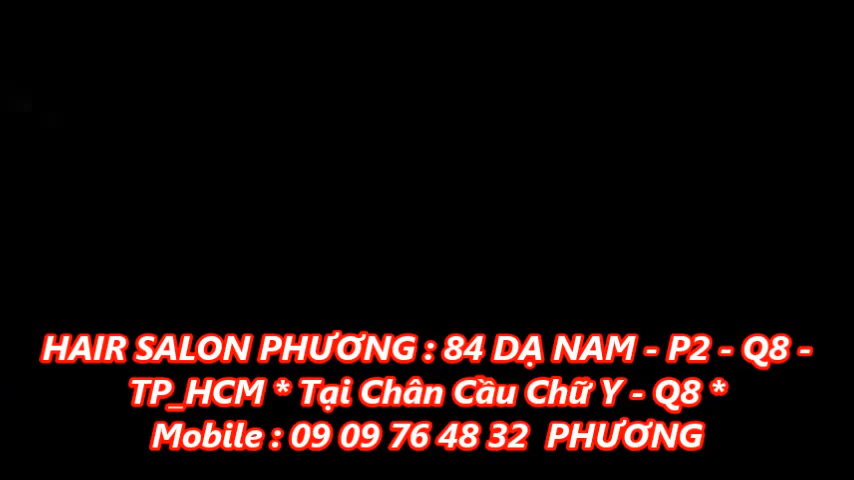 HAIR SALON PHƯƠNG : 84 DẠ NAM - P2 - Q8 -
TP_HCM * Tại Chân Cầu Chữ Y - Q8 *
Mobile : 09 09 76 48 32 PHƯƠNG